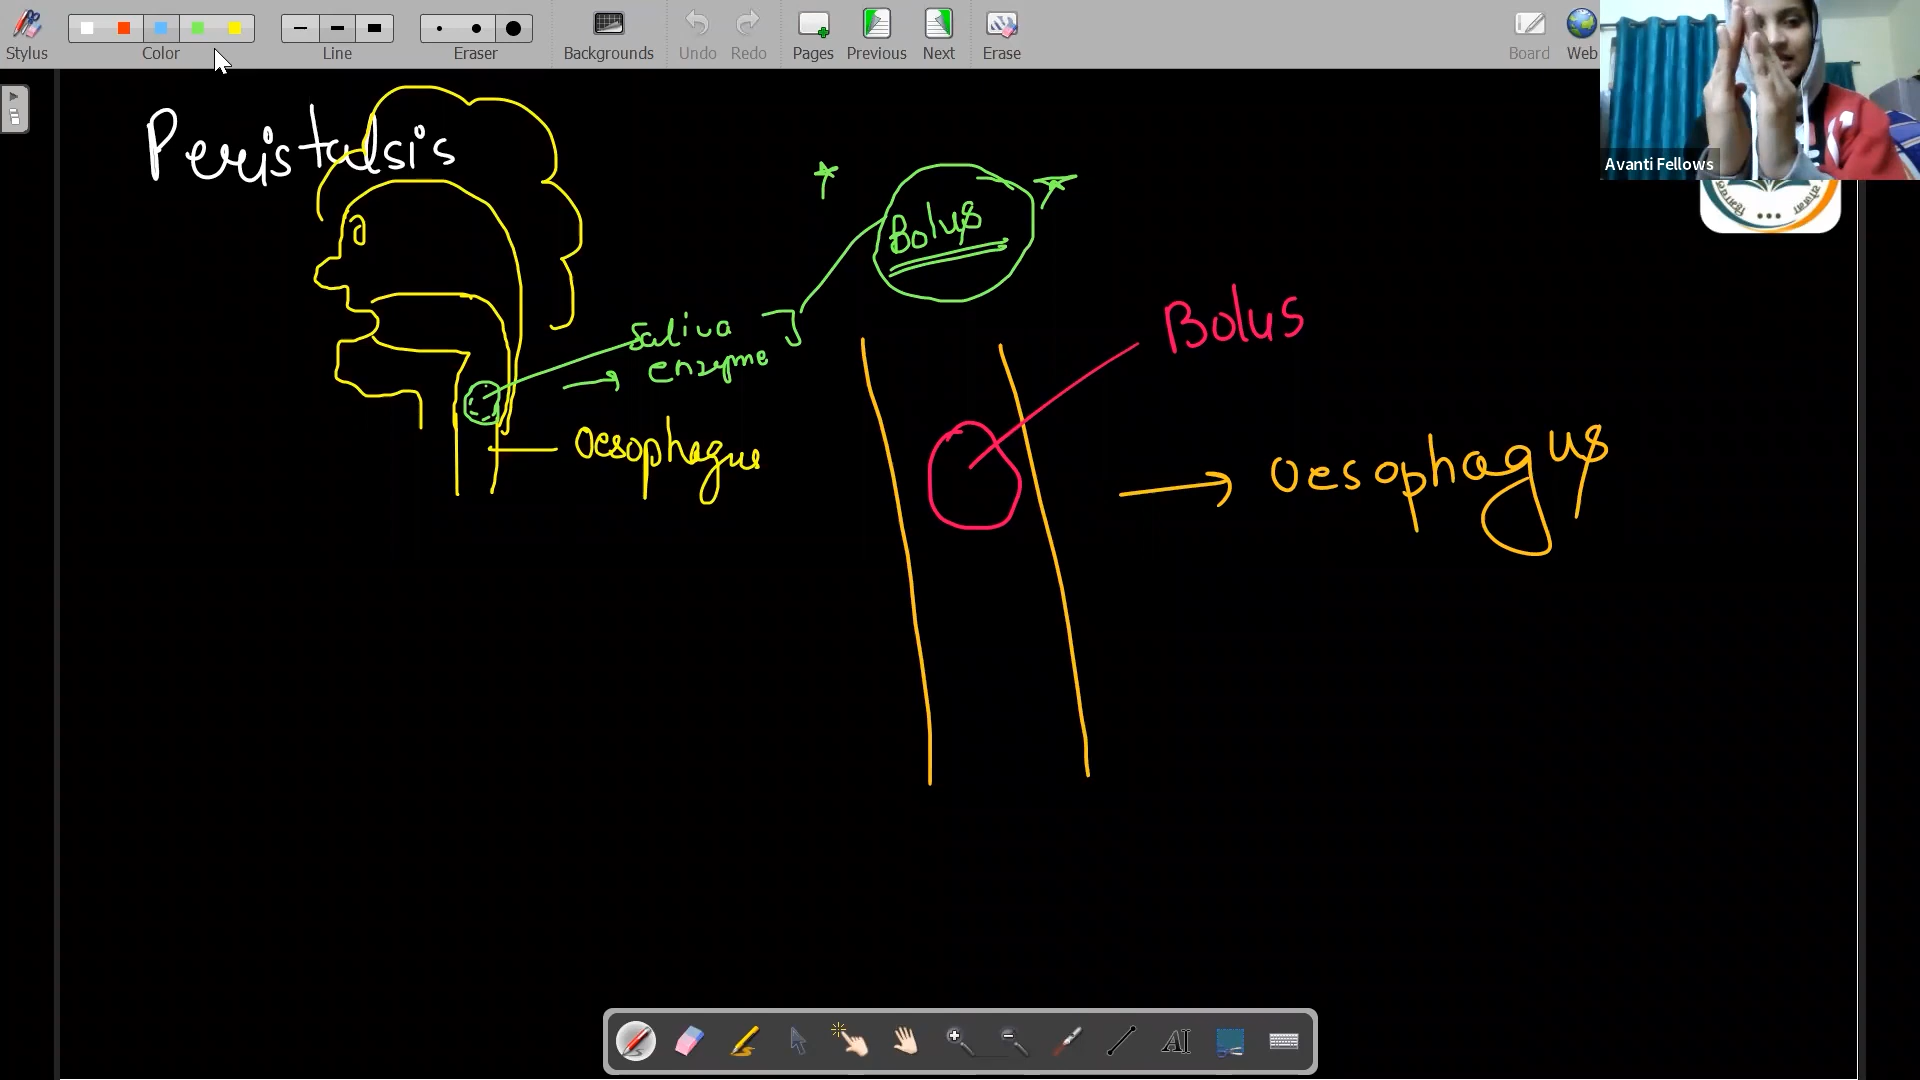 Stylus
Color
Line
Eraser
Backgrounds
Undo
Redo
Pages
Previous
Next
Erase
Board
Web
Avanti Fellows
Peristalsis
Bolus
Saliva
→ enzyme
Oesophagus
Bolus
→ Oesophagus
AI